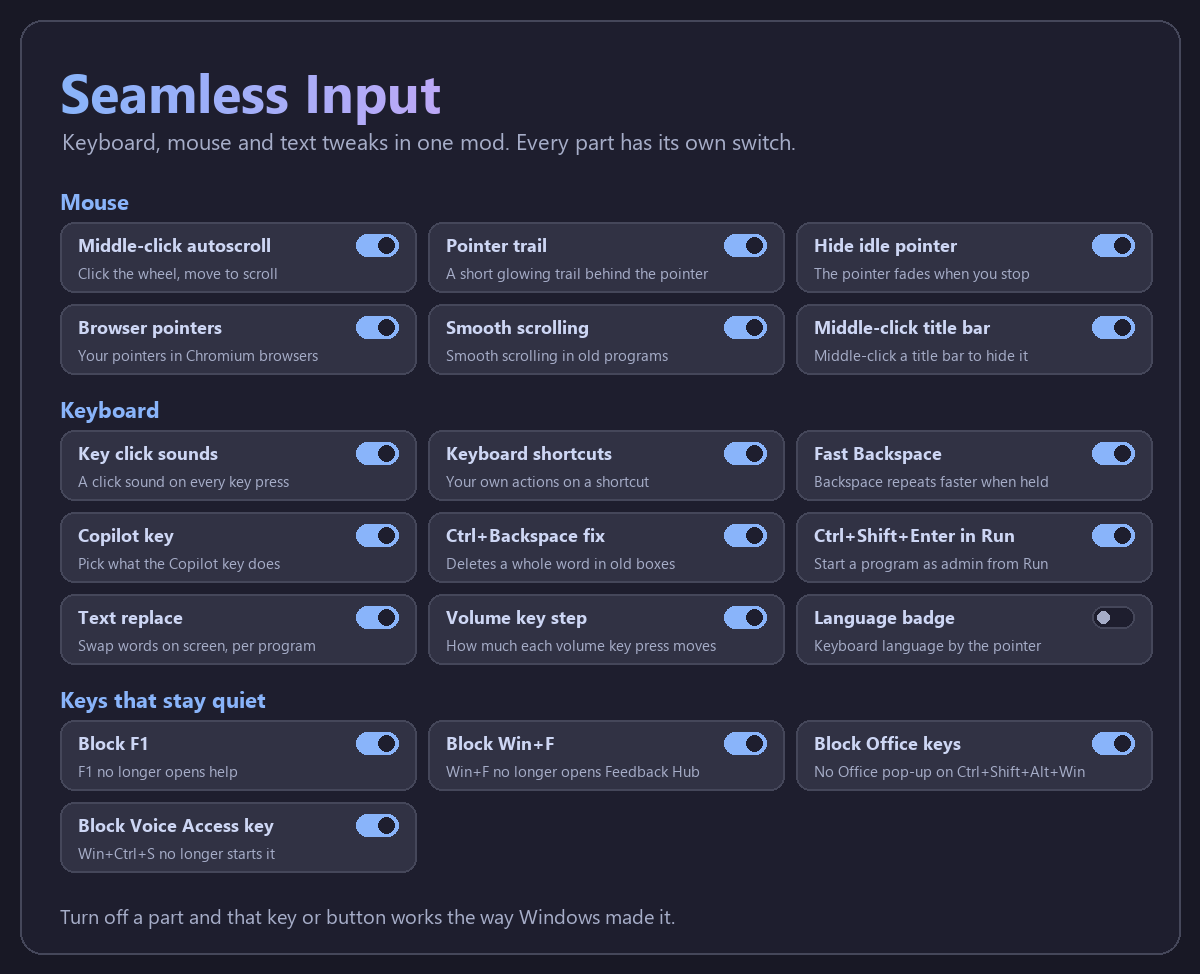 Seamless Input
Keyboard, mouse and text tweaks in one mod. Every part has its own switch.
Mouse
Middle-click autoscroll
Click the wheel, move to scroll
Pointer trail
A short glowing trail behind the pointer
Hide idle pointer
The pointer fades when you stop
Browser pointers
Your pointers in Chromium browsers
Smooth scrolling
Smooth scrolling in old programs
Middle-click title bar
Middle-click a title bar to hide it
Keyboard
Key click sounds
A click sound on every key press
Keyboard shortcuts
Your own actions on a shortcut
Fast Backspace
Backspace repeats faster when held
Copilot key
Pick what the Copilot key does
Ctrl+Backspace fix
Deletes a whole word in old boxes
Ctrl+Shift+Enter in Run
Start a program as admin from Run
Text replace
Swap words on screen, per program
Volume key step
How much each volume key press moves
Language badge
Keyboard language by the pointer
Keys that stay quiet
Block F1
F1 no longer opens help
Block Win+F
Win+F no longer opens Feedback Hub
Block Office keys
No Office pop-up on Ctrl+Shift+Alt+Win
Block Voice Access key
Win+Ctrl+S no longer starts it
Turn off a part and that key or button works the way Windows made it.